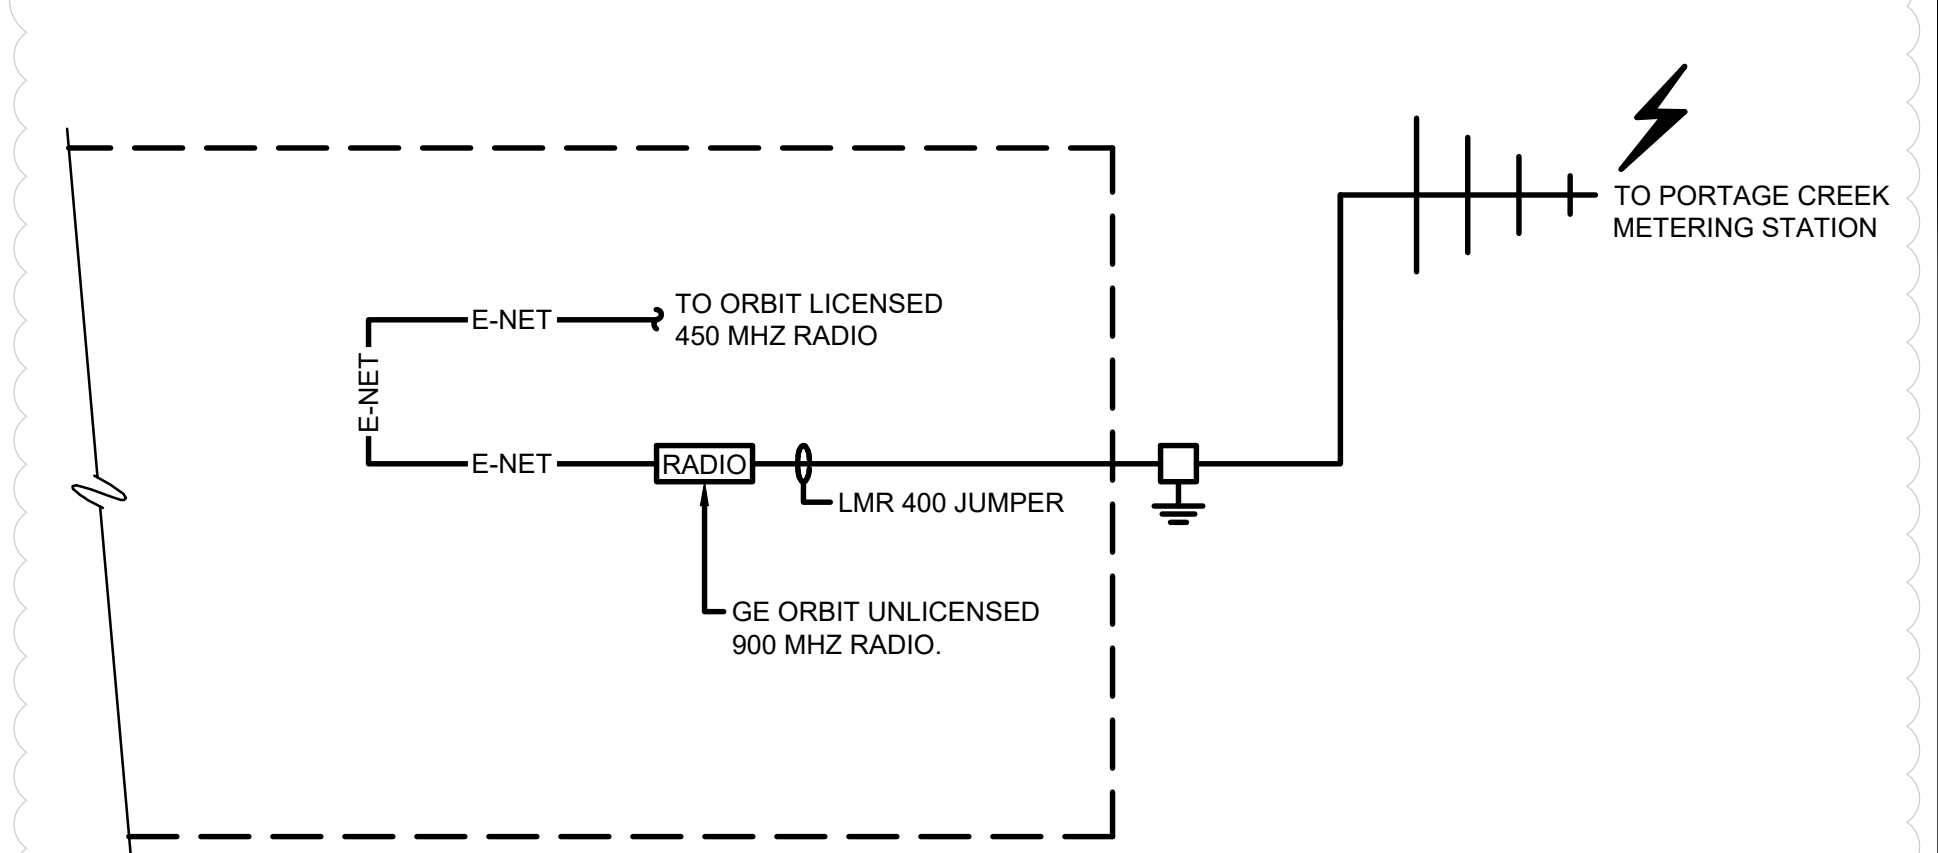 TO PORTAGE CREEK
METERING STATION
TO ORBIT LICENSED
450 MHZ RADIO
E-NET
E-NET
E-NET
RADIO
LMR 400 JUMPER
GE ORBIT UNLICENSED
900 MHZ RADIO.